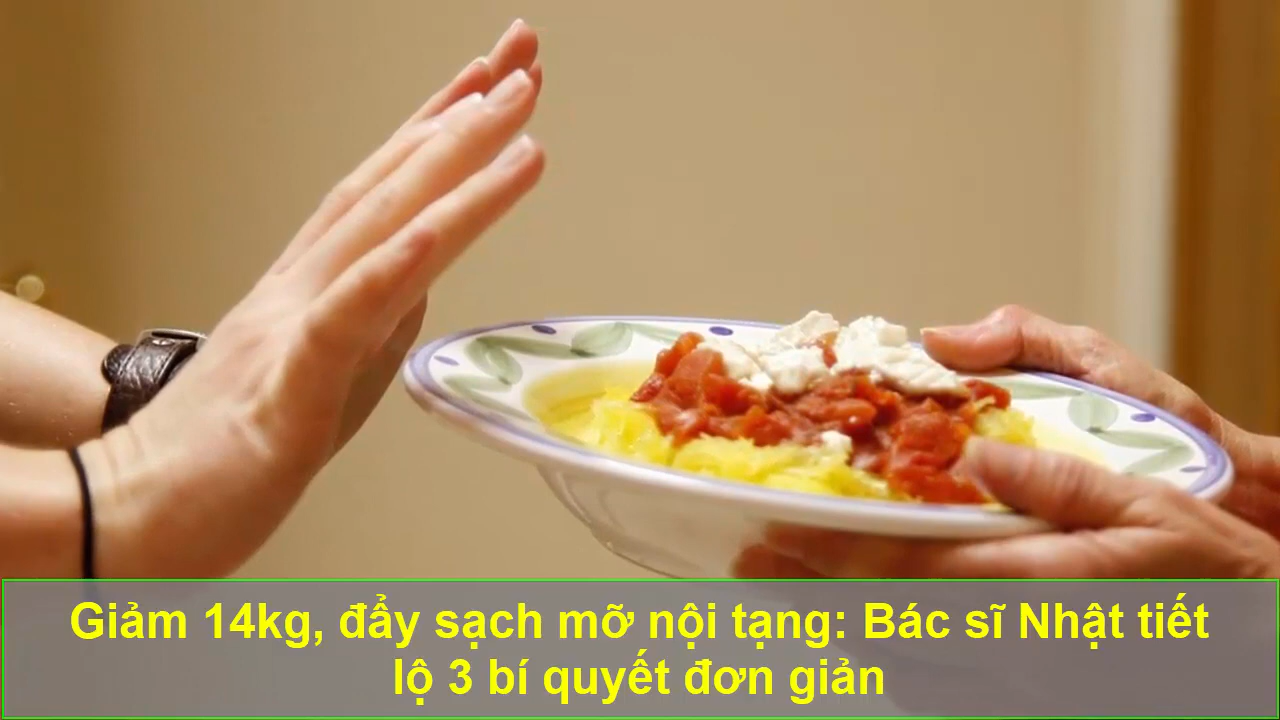 Giảm 14kg, đẩy sạch mỡ nội tạng: Bác sĩ Nhật tiết
lộ 3 bí quyết đơn giản